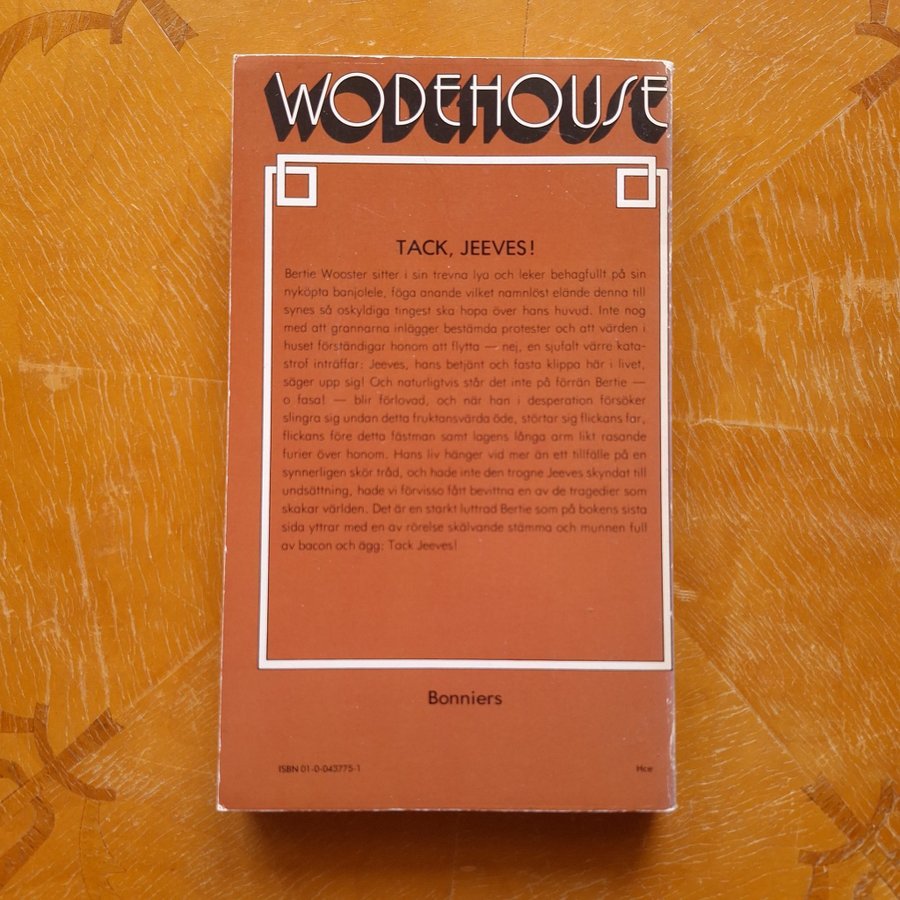 WODEHOUSE
TACK, JEEVES!
Bertie Wooster sitter i sin trevna lya och leker behagfullt på sin
nyköpta banjolele, föga anande vilket namnlöst elände denna till
synes så oskyldiga tingest ska hopa över hans huvud. Inte nog
med att grannarna inlägger bestämda protester och att värden i
huset förständigar honom att flytta — nej, en sjufalt värre kata-
strof inträffar: Jeeves, hans betjänt och fasta klippa här i livet,
säger upp sig! Och naturligtvis står det inte på förrän Bertie —
o fasa! — blir förlovad, och när han i desperation försöker
slingra sig undan detta fruktansvärda öde, störtar sig flickans far,
flickans före detta fästman samt lagens långa arm likt rasande
furier över honom. Hans liv hänger vid mer än ett tillfälle på en
synnerligen skör tråd, och hade inte den trogne Jeeves skyndat till
undsättning, hade vi förvisso fått bevittna en av de tragedier som
skakar världen. Det är en starkt luttrad Bertie som på bokens sista
sida yttrar med en av rörelse skälvande stämma och munnen full
av bacon och ägg: Tack Jeeves!
Bonniers
ISBN 01-0-043775-1 Hce